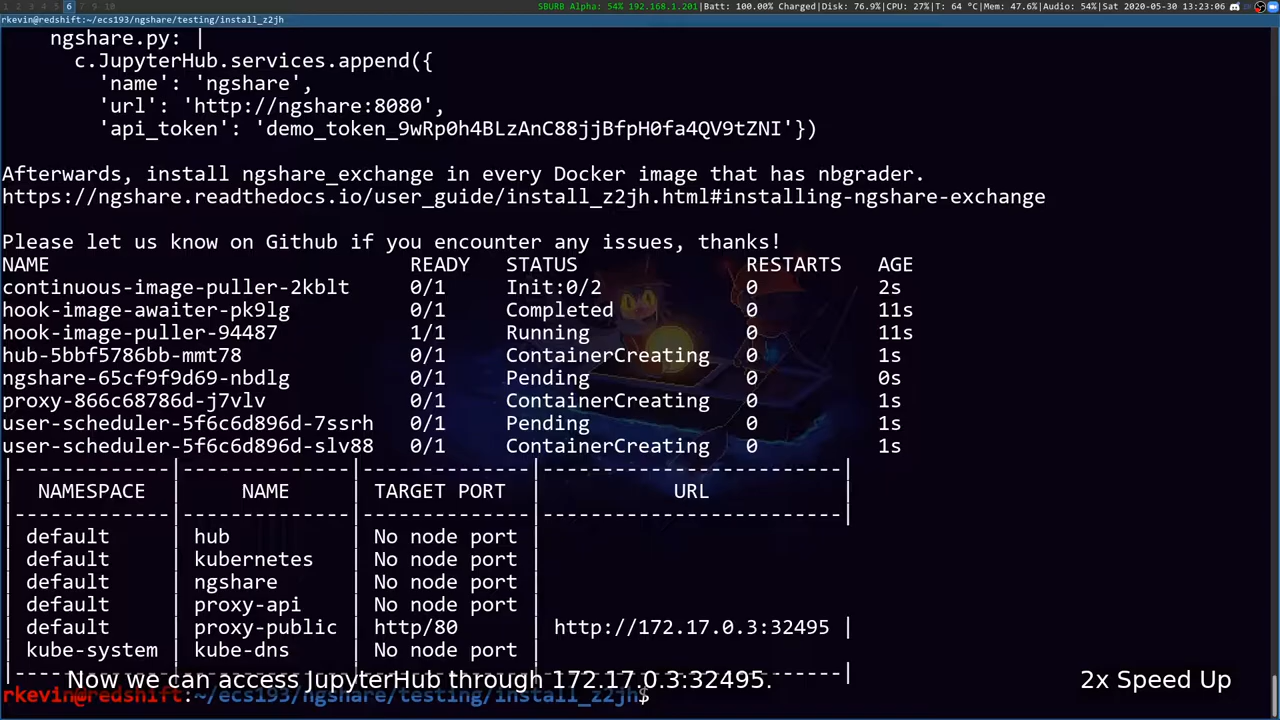 1 2 3 4 5 6 7 8 9 10 SBURB Alpha: 54% 192.168.1.201|Batt: 100.00% Charged|Disk: 76.9%|CPU: 27%|T: 64 °C|Mem: 47.6%|Audio: 54%|Sat 2020-05-30 13:23:06
rkevin@redshift:~/ecs193/ngshare/testing/install_z2jh
ngshare.py: |
c.JupyterHub.services.append({
'name': 'ngshare',
'url': 'http://ngshare:8080',
'api_token': 'demo_token_9wRp0h4BLzAnC88jjBfpH0fa4QV9tZNI'})
Afterwards, install ngshare_exchange in every Docker image that has nbgrader.
https://ngshare.readthedocs.io/user_guide/install_z2jh.html#installing-ngshare-exchange
Please let us know on Github if you encounter any issues, thanks!
NAME READY STATUS RESTARTS AGE
continuous-image-puller-2kblt 0/1 Init:0/2 0 2s
hook-image-awaiter-pk9lg 0/1 Completed 0 11s
hook-image-puller-94487 1/1 Running 0 11s
hub-5bbf5786bb-mmt78 0/1 ContainerCreating 0 1s
ngshare-65cf9f9d69-nbdlg 0/1 Pending 0 0s
proxy-866c68786d-j7vlv 0/1 ContainerCreating 0 1s
user-scheduler-5f6c6d896d-7ssrh 0/1 Pending 0 1s
user-scheduler-5f6c6d896d-slv88 0/1 ContainerCreating 0 1s
|-------------|--------------|--------------|-------------------------|
| NAMESPACE | NAME | TARGET PORT | URL |
|-------------|--------------|--------------|-------------------------|
| default | hub | No node port |
| default | kubernetes | No node port |
| default | ngshare | No node port |
| default | proxy-api | No node port |
| default | proxy-public | http/80 | http://172.17.0.3:32495 |
| kube-system | kube-dns | No node port |
|-------------|--------------|--------------|-------------------------|
Now we can access JupyterHub through 172.17.0.3:32495.
2x Speed Up
rkevin@redshift:~/ecs193/ngshare/testing/install_z2jh$